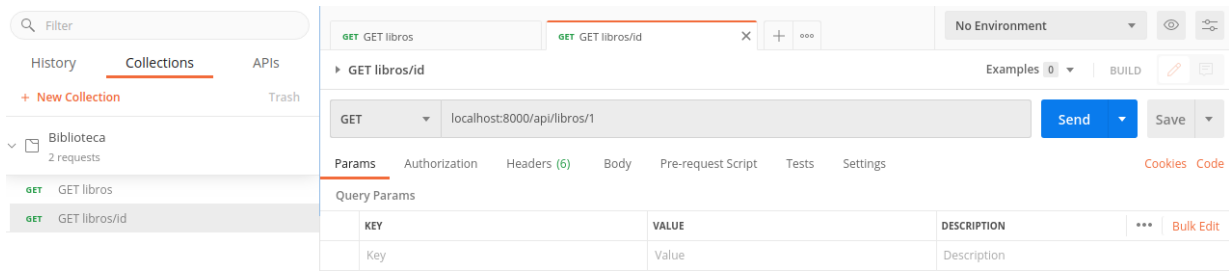 Filter
History Collections APIs
+ New Collection Trash
Biblioteca
2 requests
GET GET libros
GET GET libros/id
GET GET libros
GET GET libros/id
No Environment
GET libros/id
Examples 0
BUILD
GET localhost:8000/api/libros/1
Send
Save
Params Authorization Headers (6) Body Pre-request Script Tests Settings Cookies Code
Query Params
KEY VALUE DESCRIPTION Bulk Edit
Key Value Description